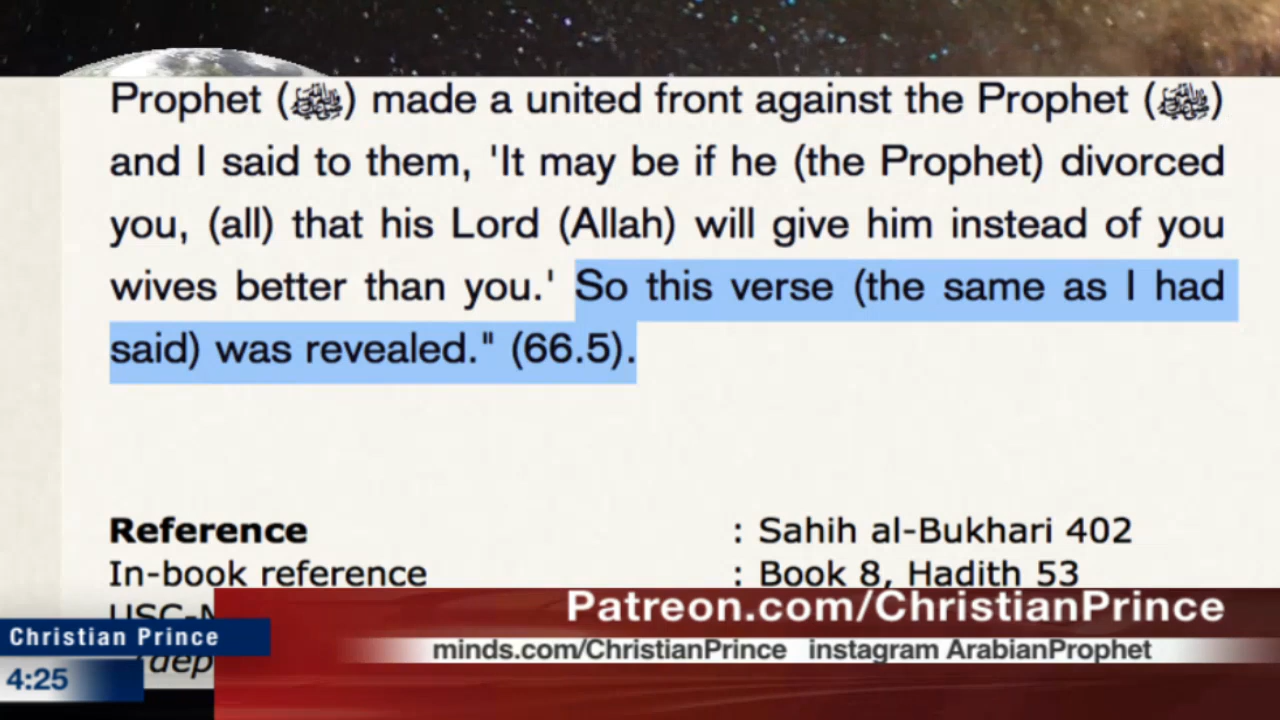 Prophet (ﷺ) made a united front against the Prophet (ﷺ)
and I said to them, 'It may be if he (the Prophet) divorced
you, (all) that his Lord (Allah) will give him instead of you
wives better than you.' So this verse (the same as I had
said) was revealed." (66.5).
Reference : Sahih al-Bukhari 402
In-book reference : Book 8, Hadith 53
Patreon.com/ChristianPrince
Christian Prince
minds.com/ChristianPrince instagram ArabianProphet
4:25